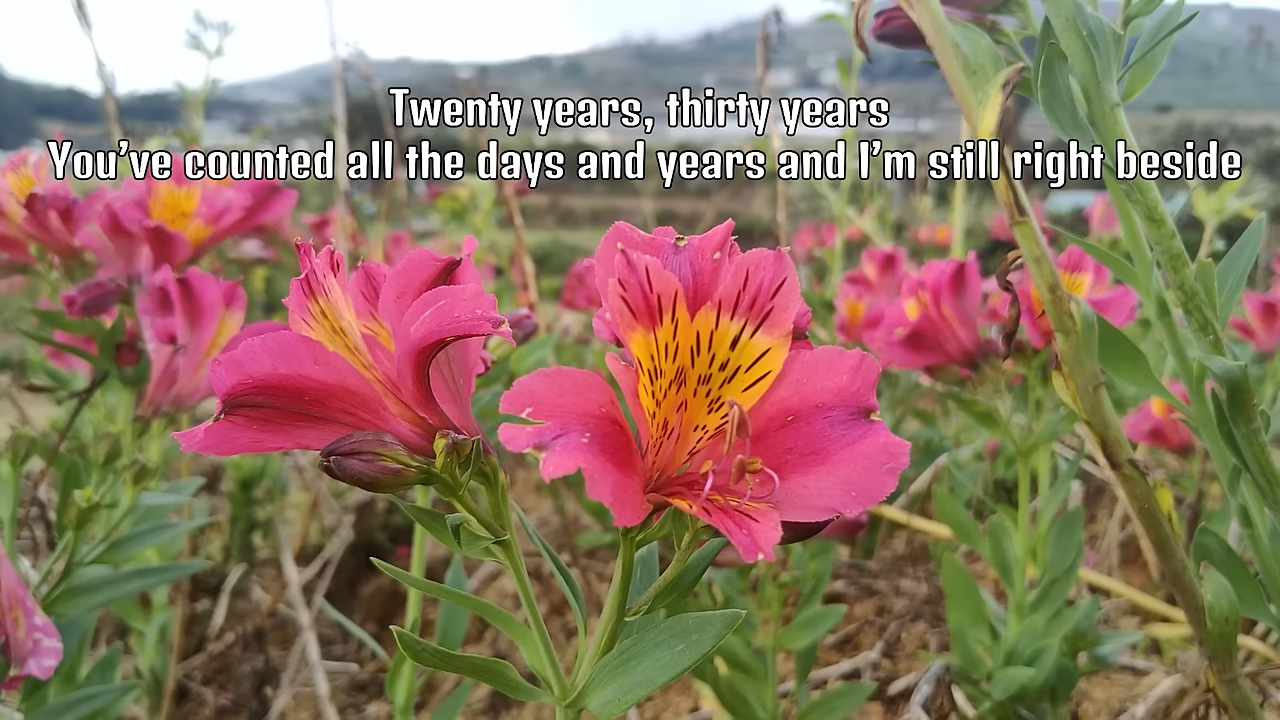 Twenty years, thirty years
You've counted all the days and years and I'm still right beside